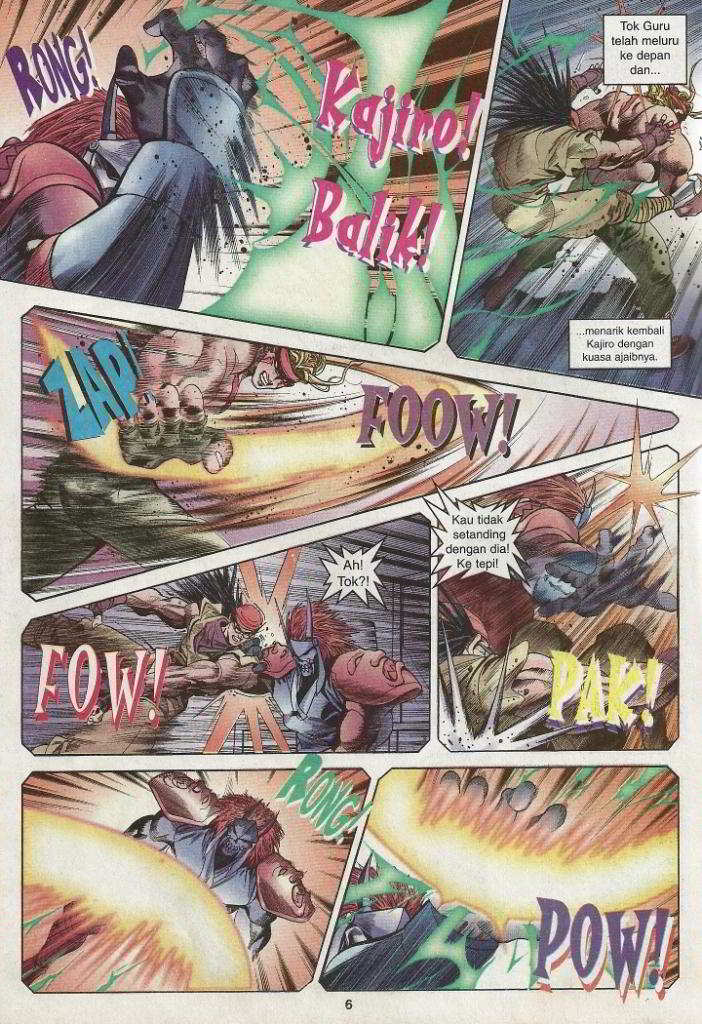 RONG!
Kajiro!
Balik!
Tok Guru
telah meluru
ke depan
dan...
...menarik kembali
Kajiro dengan
kuasa ajaibnya.
ZAP!
FOOW!
FOW!
Ah!
Tok?!
Kau tidak
setanding
dengan dia!
Ke tepi!
PAK!
RONG!
POW!
6